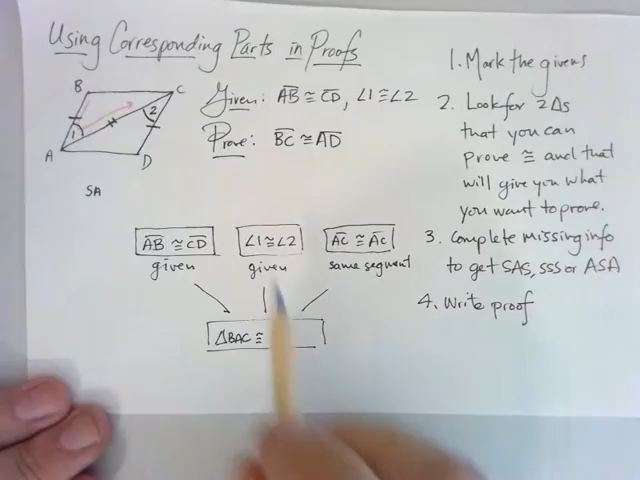 Using Corresponding Parts in Proofs
B
C
2
1
A
D
SA
Given: AB ≅ CD, ∠1 ≅ ∠2
Prove: BC ≅ AD
AB ≅ CD
given
∠1 ≅ ∠2
given
AC ≅ AC
same segment
△BAC ≅
1. Mark the givens
2. Look for 2 △s
that you can
prove ≅ and that
will give you what
you want to prove.
3. Complete missing info
to get SAS, SSS or ASA
4. Write proof